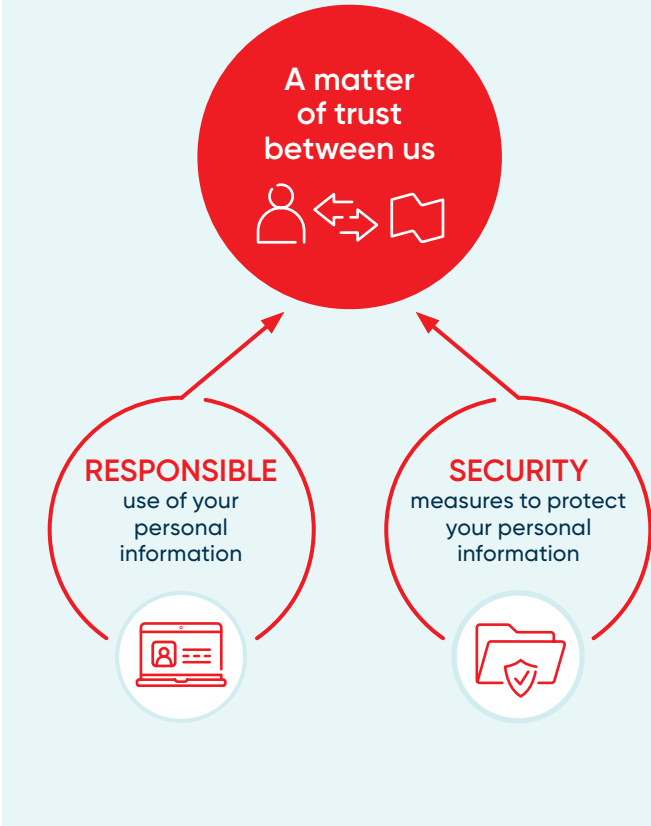 A matter
of trust
between us
RESPONSIBLE
use of your
personal
information
SECURITY
measures to protect
your personal
information